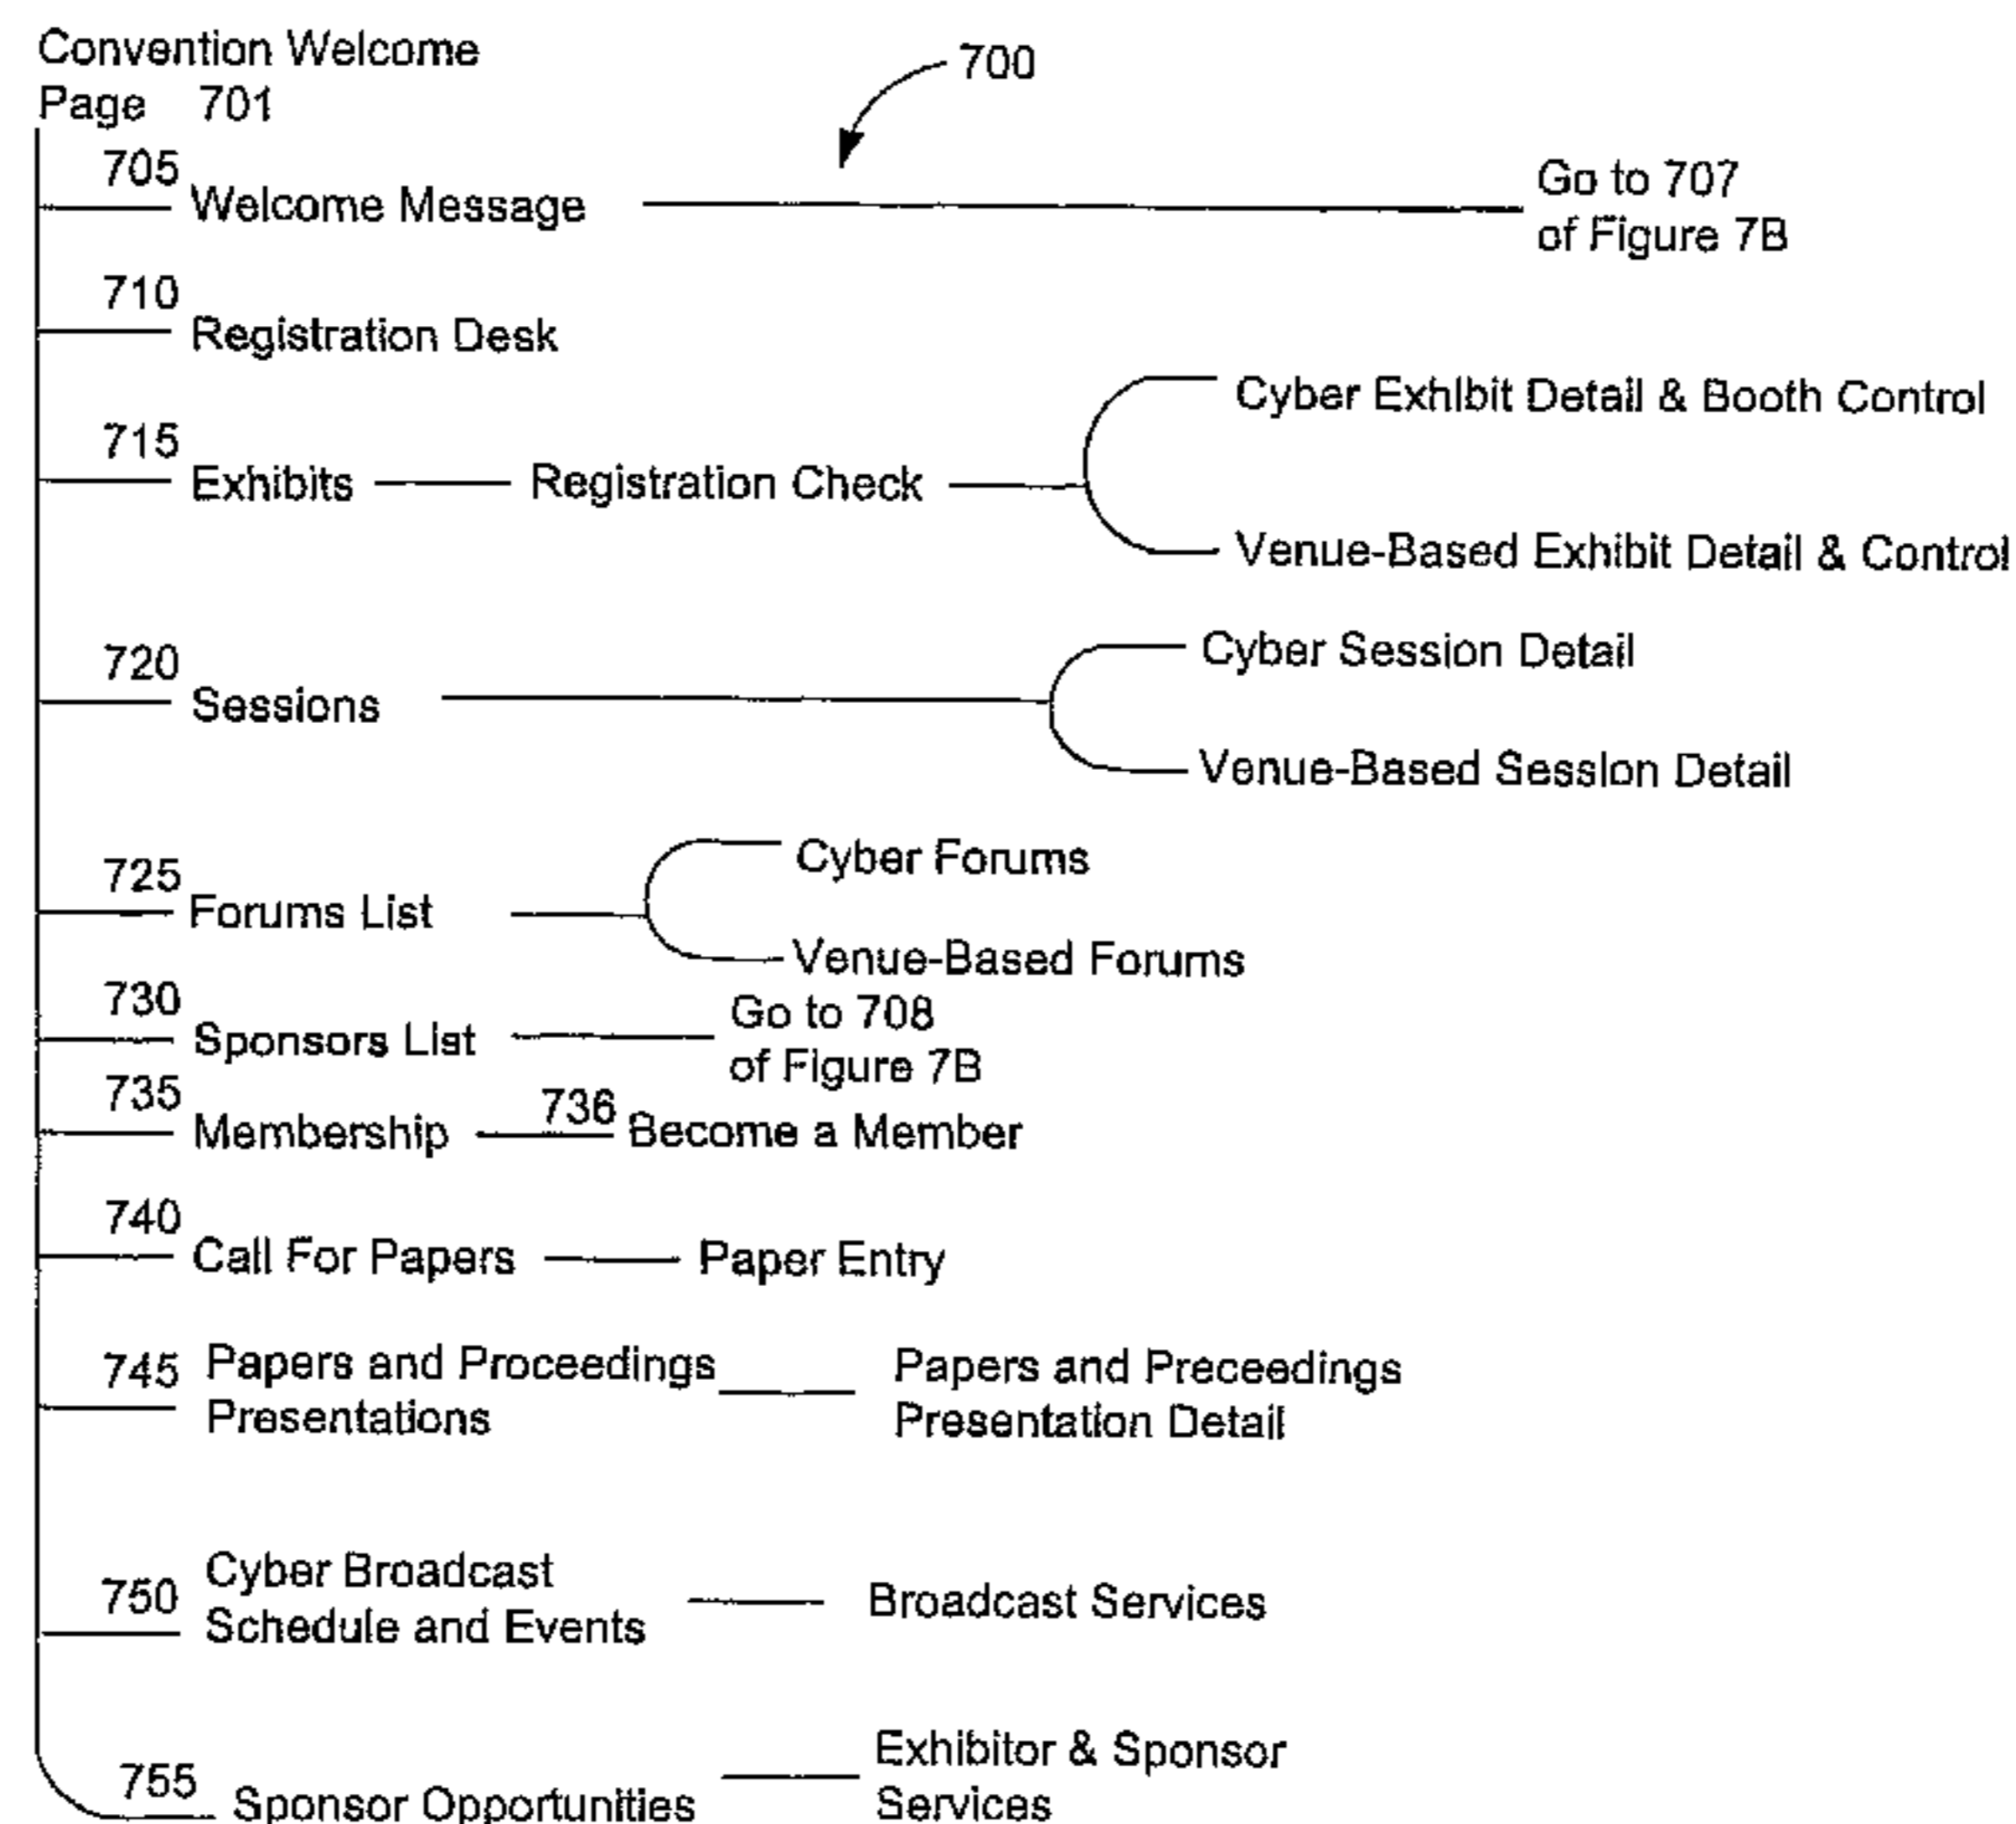 Convention Welcome
Page 701
700
705
Welcome Message
Go to 707
of Figure 7B
710
Registration Desk
715
Exhibits
Registration Check
Cyber Exhibit Detail & Booth Control
Venue-Based Exhibit Detail & Control
720
Sessions
Cyber Session Detail
Venue-Based Session Detail
725
Forums List
Cyber Forums
Venue-Based Forums
730
Sponsors List
Go to 708
of Figure 7B
735
Membership
736
Become a Member
740
Call For Papers
Paper Entry
745
Papers and Proceedings
Presentations
Papers and Preceedings
Presentation Detail
750
Cyber Broadcast
Schedule and Events
Broadcast Services
755
Sponsor Opportunities
Exhibitor & Sponsor
Services